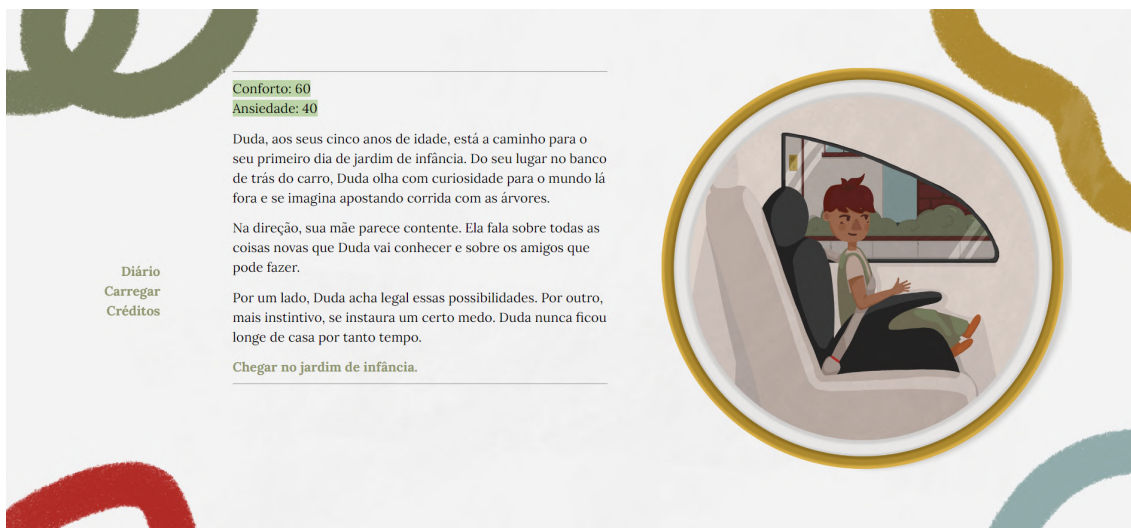 Conforto: 60
Ansiedade: 40
Duda, aos seus cinco anos de idade, está a caminho para o
seu primeiro dia de jardim de infância. Do seu lugar no banco
de trás do carro, Duda olha com curiosidade para o mundo lá
fora e se imagina apostando corrida com as árvores.
Na direção, sua mãe parece contente. Ela fala sobre todas as
coisas novas que Duda vai conhecer e sobre os amigos que
pode fazer.
Por um lado, Duda acha legal essas possibilidades. Por outro,
mais instintivo, se instaura um certo medo. Duda nunca ficou
longe de casa por tanto tempo.
Chegar no jardim de infância.
Diário
Carregar
Créditos